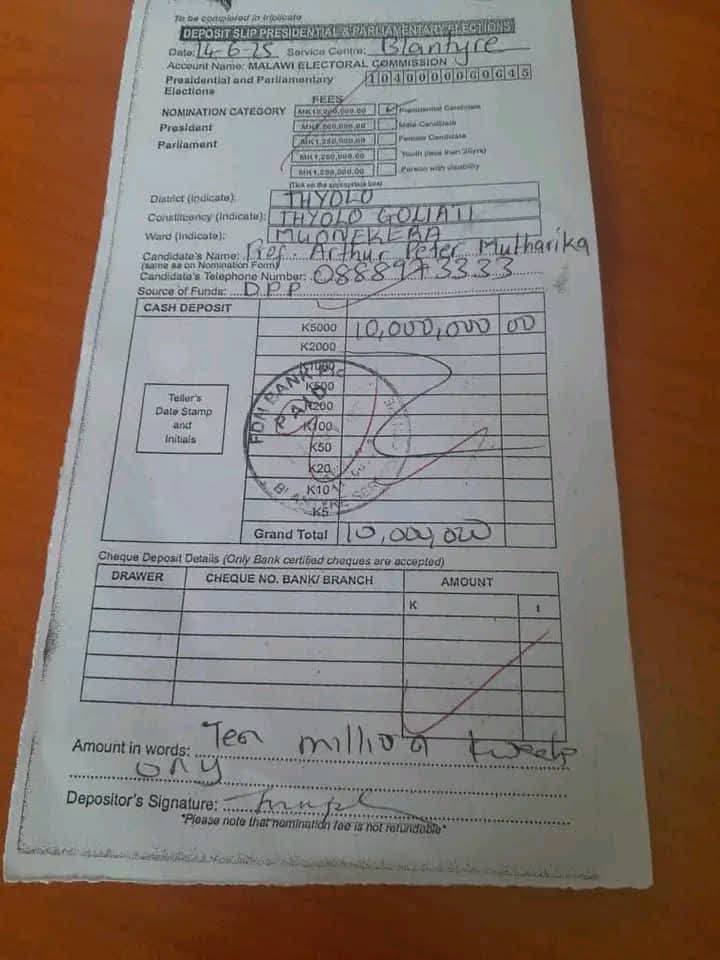 To be completed in triplicate
DEPOSIT SLIP PRESIDENTIAL & PARLIAMENTARY ELECTIONS
Date: 14-6-25 Service Centre: Blantyre
Account Name: MALAWI ELECTORAL COMMISSION
Presidential and Parliamentary Elections 1040000060645
FEES
NOMINATION CATEGORY MK10,000,000.00 ✓ Presidential Candidate
President MK2,500,000.00 Male Candidate
Parliament MK1,250,000.00 Female Candidate
MK1,250,000.00 Youth (less than 35yrs)
MK1,250,000.00 Person with disability
(Tick on the appropriate box)
District (indicate): THYOLO
Constituency (indicate): THYOLO GOLIATI
Ward (indicate): MWONEKERA
Candidate's Name: Prof. Arthur Peter Mutharika
(same as on Nomination Form)
Candidate's Telephone Number: 0888973333
Source of Funds: DPP
CASH DEPOSIT
K5000 10,000,000 00
K2000
K1000
K500
K200
K100
K50
K20
K10
K5
Teller's
Date Stamp
and
Initials
FDH BANK Plc
PAID
Grand Total 10,000,000
Cheque Deposit Details (Only Bank certified cheques are accepted)
DRAWER CHEQUE NO. BANK/ BRANCH AMOUNT
K t
Amount in words: Ten million Kwacha
only
Depositor's Signature:
*Please note that nomination fee is not refundable*